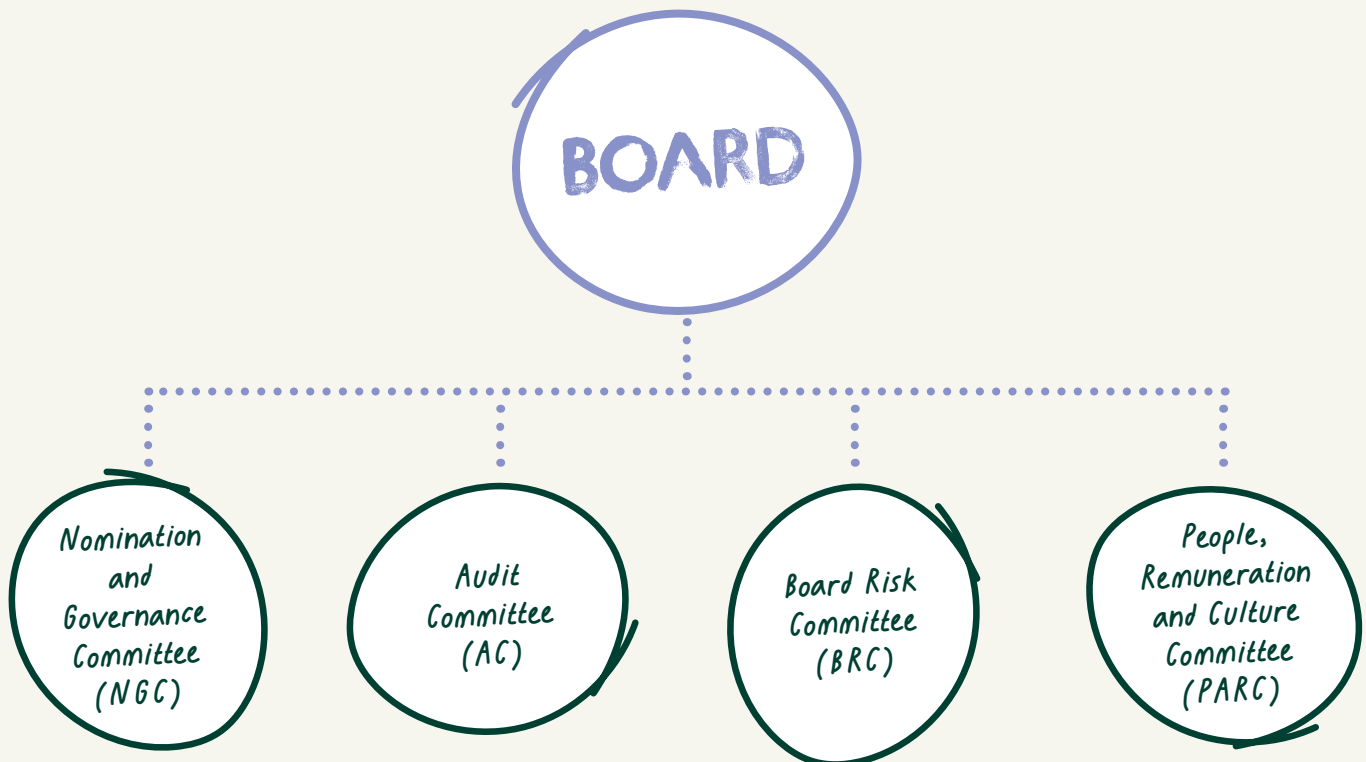 BOARD
Nomination
and
Governance
Committee
(NGC)
Audit
Committee
(AC)
Board Risk
Committee
(BRC)
People,
Remuneration
and Culture
Committee
(PARC)